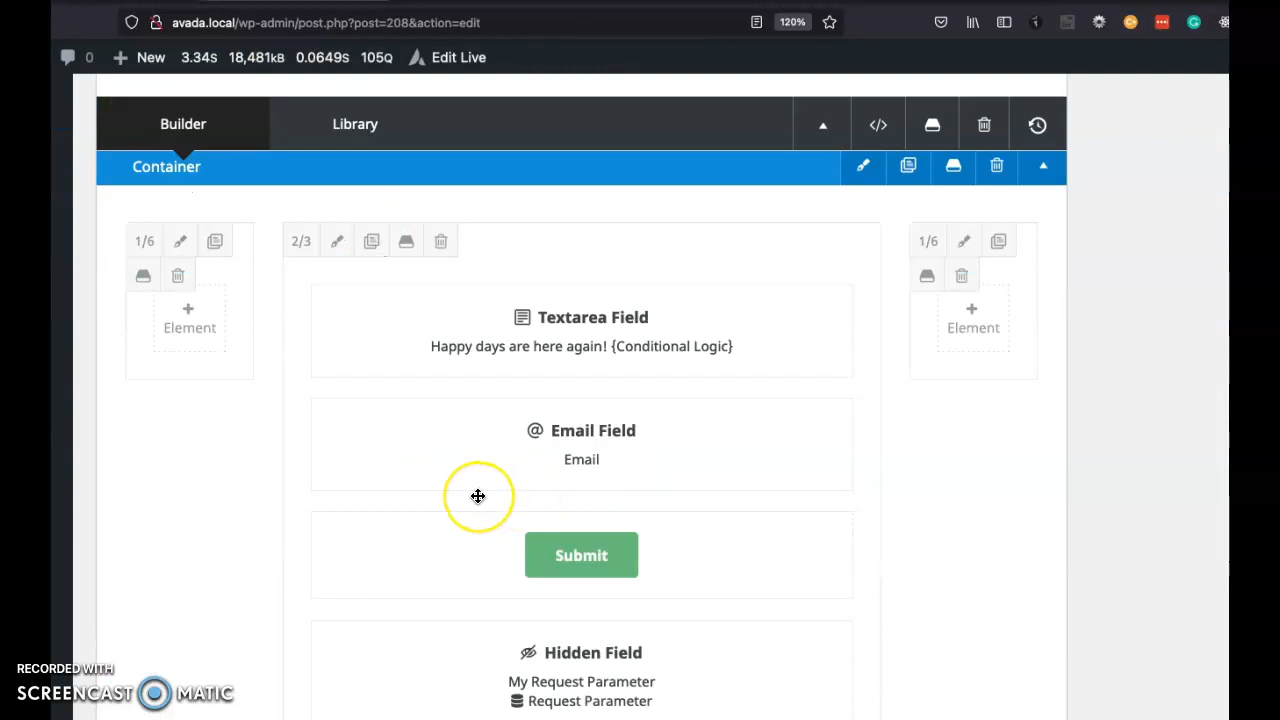 avada.local/wp-admin/post.php?post=208&action=edit
120%
0
New
3.34s
18,481kB
0.0649s
105Q
Edit Live
Builder
Library
</>
Container
1/6
2/3
1/6
Element
Textarea Field
Happy days are here again! {Conditional Logic}
Element
@ Email Field
Email
Submit
Hidden Field
My Request Parameter
Request Parameter
RECORDED WITH
SCREENCAST MATIC